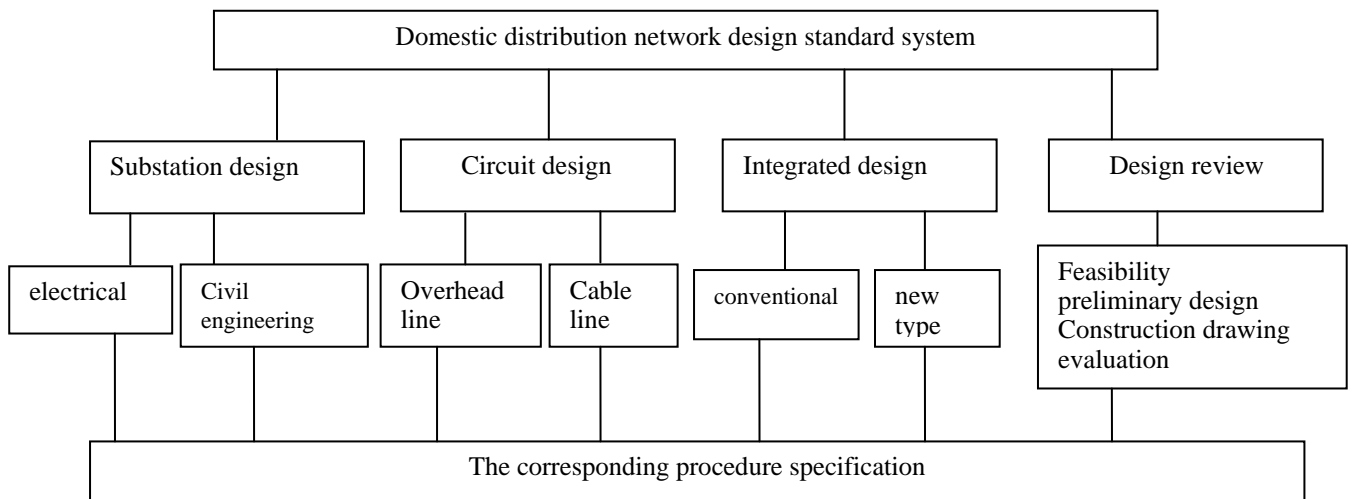 Domestic distribution network design standard system
Substation design
Circuit design
Integrated design
Design review
electrical
Civil
engineering
Overhead
line
Cable
line
conventional
new
type
Feasibility
preliminary design
Construction drawing
evaluation
The corresponding procedure specification